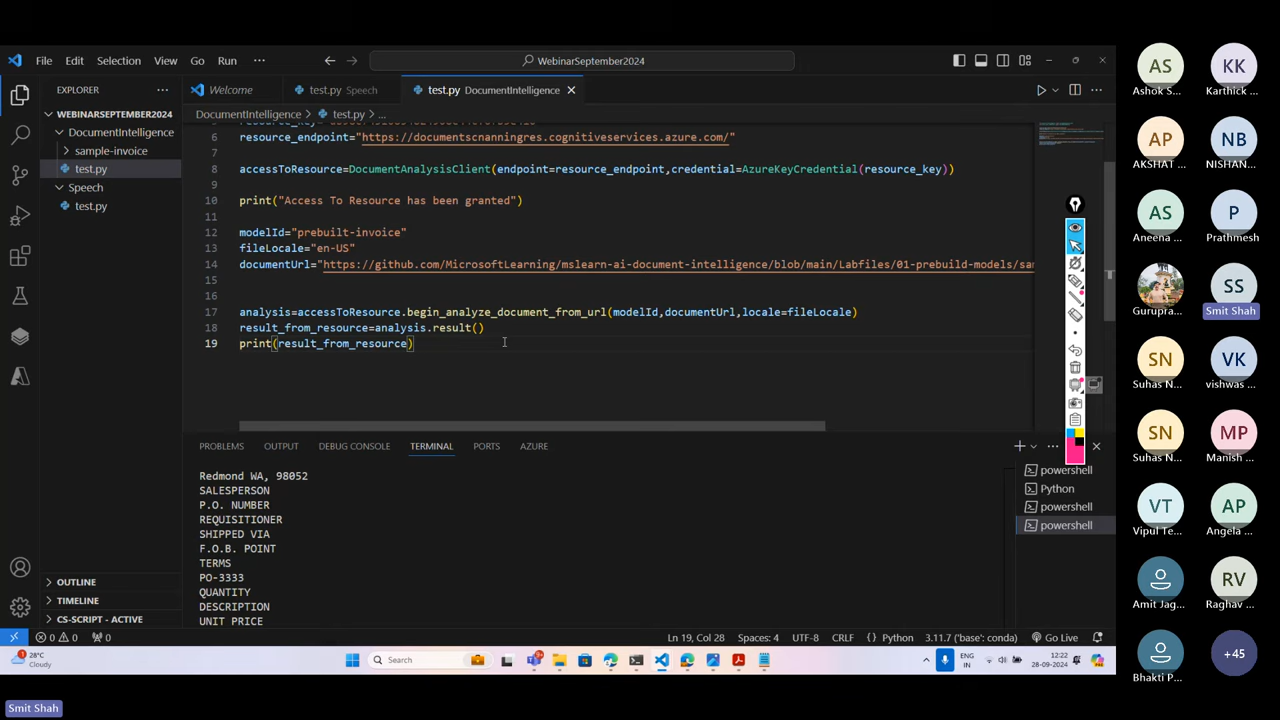 File Edit Selection View Go Run ··· WebinarSeptember2024
EXPLORER ···
Welcome
test.py Speech
test.py DocumentIntelligence
WEBINARSEPTEMBER2024
DocumentIntelligence
sample-invoice
test.py
Speech
test.py
OUTLINE
TIMELINE
CS-SCRIPT - ACTIVE
DocumentIntelligence > test.py > ...
6 resource_endpoint="https://documentscnanningres.cognitiveservices.azure.com/"
7
8 accessToResource=DocumentAnalysisClient(endpoint=resource_endpoint,credential=AzureKeyCredential(resource_key))
9
10 print("Access To Resource has been granted")
11
12 modelId="prebuilt-invoice"
13 fileLocale="en-US"
14 documentUrl="https://github.com/MicrosoftLearning/mslearn-ai-document-intelligence/blob/main/Labfiles/01-prebuild-models/sam
15
16
17 analysis=accessToResource.begin_analyze_document_from_url(modelId,documentUrl,locale=fileLocale)
18 result_from_resource=analysis.result()
19 print(result_from_resource)
PROBLEMS OUTPUT DEBUG CONSOLE TERMINAL PORTS AZURE
Redmond WA, 98052
SALESPERSON
P.O. NUMBER
REQUISITIONER
SHIPPED VIA
F.O.B. POINT
TERMS
PO-3333
QUANTITY
DESCRIPTION
UNIT PRICE
powershell
Python
powershell
powershell
0 0 0 Ln 19, Col 28 Spaces: 4 UTF-8 CRLF {} Python 3.11.7 ('base': conda) Go Live
28°C
Cloudy
Search
ENG
IN
12:22
28-09-2024
AS KK
Ashok S... Karthick ...
AP NB
AKSHAT ... NISHAN...
AS P
Aneena ... Prathmesh
SS
Gurupra... Smit Shah
SN VK
Suhas N... vishwas ...
SN MP
Suhas N... Manish ...
VT AP
Vipul Te... Angela ...
RV
Amit Jag... Raghav ...
+45
Bhakti P...
Smit Shah